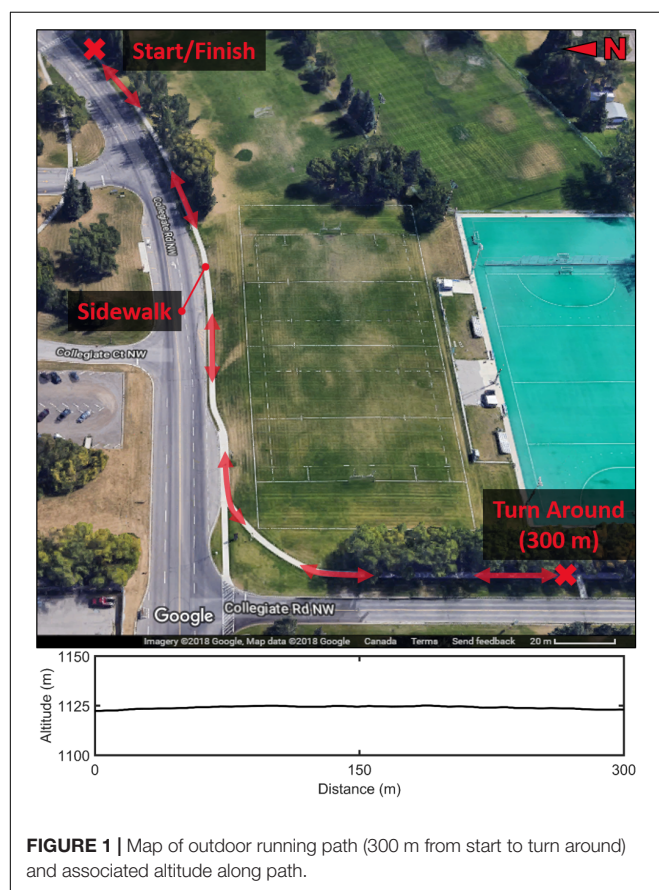 Start/Finish
N
Collegiate Rd NW
Sidewalk
Collegiate Ct NW
Turn Around
(300 m)
Google
Collegiate Rd NW
Imagery ©2018 Google, Map data ©2018 Google Canada Terms Send feedback 20 m
1150
1125
1100
Altitude (m)
0 150 300
Distance (m)
FIGURE 1 | Map of outdoor running path (300 m from start to turn around)
and associated altitude along path.